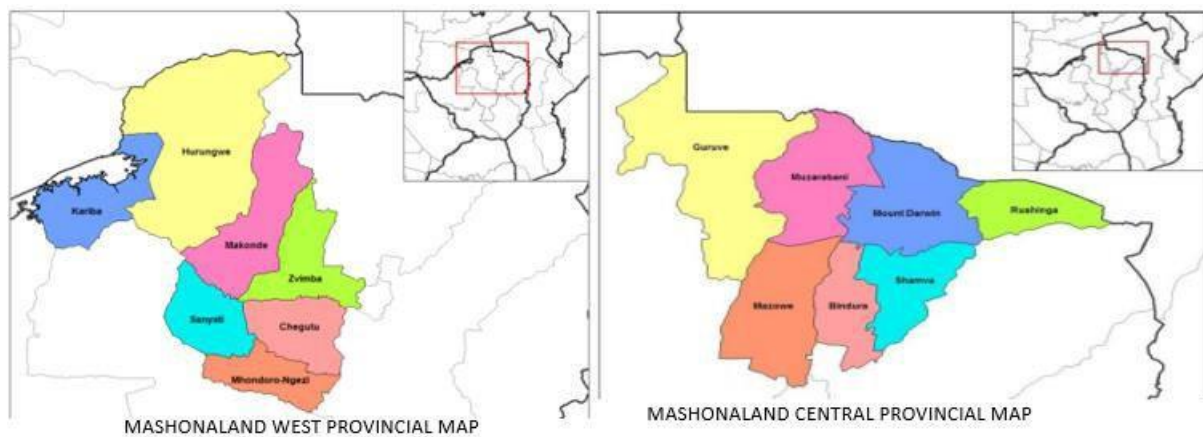 Hurungwe
Kariba
Makonde
Zvimba
Sanyati
Chegutu
Mhondoro-Ngezi
MASHONALAND WEST PROVINCIAL MAP
Guruve
Muzarabani
Mount Darwin
Rushinga
Shamva
Mazowe
Bindura
MASHONALAND CENTRAL PROVINCIAL MAP